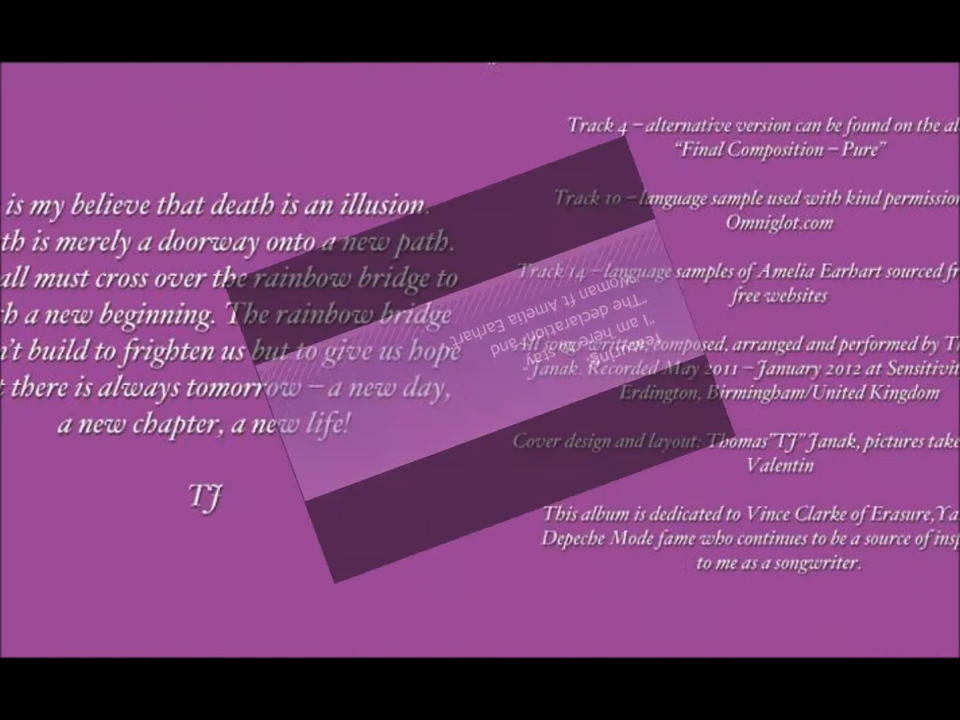 is my believe that death is an illusion.
th is merely a doorway onto a new path.
all must cross over the rainbow bridge to
h a new beginning. The rainbow bridge
n't build to frighten us but to give us hope
t there is always tomorrow – a new day,
a new chapter, a new life!
TJ
Track 4 – alternative version can be found on the al
"Final Composition – Pure"
Track 10 – language sample used with kind permission
Omniglot.com
Track 14 – language samples of Amelia Earhart sourced fr
free websites
All songs written, composed, arranged and performed by T
Janak. Recorded May 2011 – January 2012 at Sensitivit
Erdington, Birmingham/United Kingdom
Cover design and layout: Thomas"TJ" Janak, pictures take
Valentin
This album is dedicated to Vince Clarke of Erasure,Ya
Depeche Mode fame who continues to be a source of insp
to me as a songwriter.
Featuring
"I am here to stay"
"The declaration" and
"Woman ft Amelia Earhart"